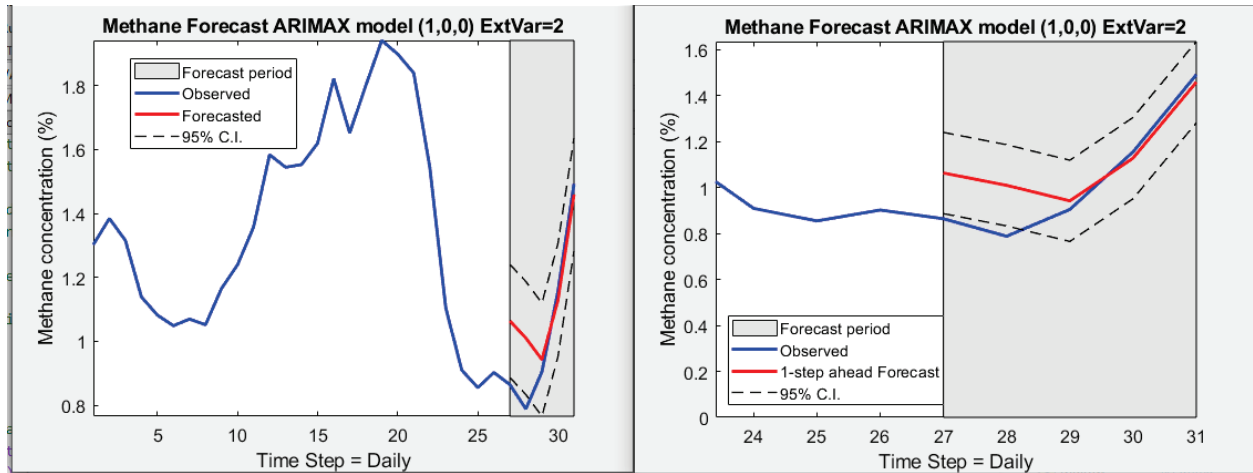 Methane Forecast ARIMAX model (1,0,0) ExtVar=2
Forecast period
Observed
Forecasted
95% C.I.
Methane concentration (%)
1.8
1.6
1.4
1.2
1
0.8
5 10 15 20 25 30
Time Step = Daily
Methane Forecast ARIMAX model (1,0,0) ExtVar=2
Methane concentration (%)
1.6
1.4
1.2
1
0.8
0.6
0.4
0.2
0
Forecast period
Observed
1-step ahead Forecast
95% C.I.
24 25 26 27 28 29 30 31
Time Step = Daily